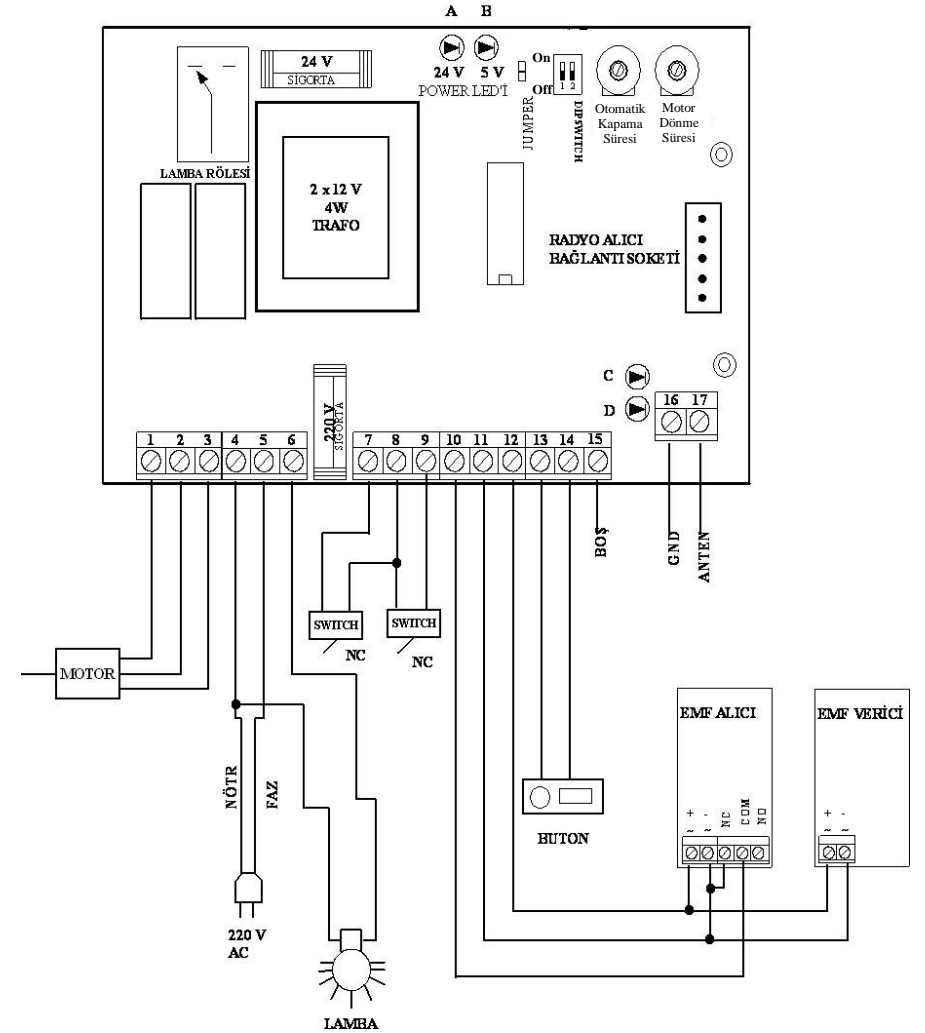 A B
24 V
SİGORTA
24 V 5 V
POWER LED'İ
JUMPER
On
Off
1 2
DIPSWITCH
Otomatik
Kapama
Süresi
Motor
Dönme
Süresi
LAMBA RÖLESİ
2 x 12 V
4W
TRAFO
RADYO ALICI
BAĞLANTI SOKETİ
C
D
16 17
220 V
SİGORTA
1 2 3 4 5 6 7 8 9 10 11 12 13 14 15
BOŞ
GND
ANTEN
SWITCH
NC
SWITCH
NC
MOTOR
NÖTR
FAZ
220 V
AC
LAMBA
BUTON
EMF ALICI
+ - NC COM NO
~ ~
EMF VERİCİ
+ -
~ ~